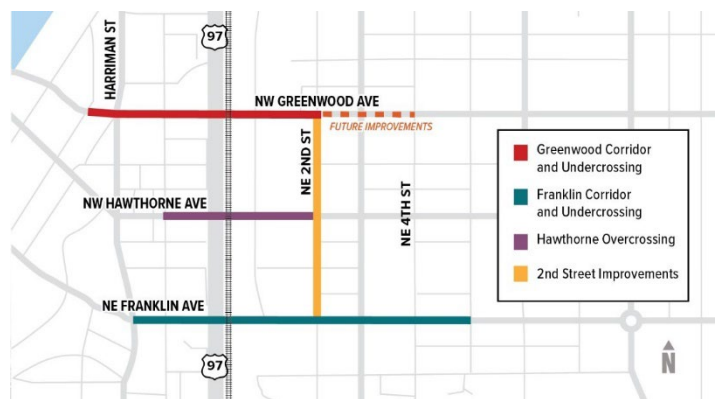 97
HARRIMAN ST
NW GREENWOOD AVE
FUTURE IMPROVEMENTS
NE 2ND ST
NW HAWTHORNE AVE
NE 4TH ST
NE FRANKLIN AVE
97
Greenwood Corridor
and Undercrossing
Franklin Corridor
and Undercrossing
Hawthorne Overcrossing
2nd Street Improvements
N